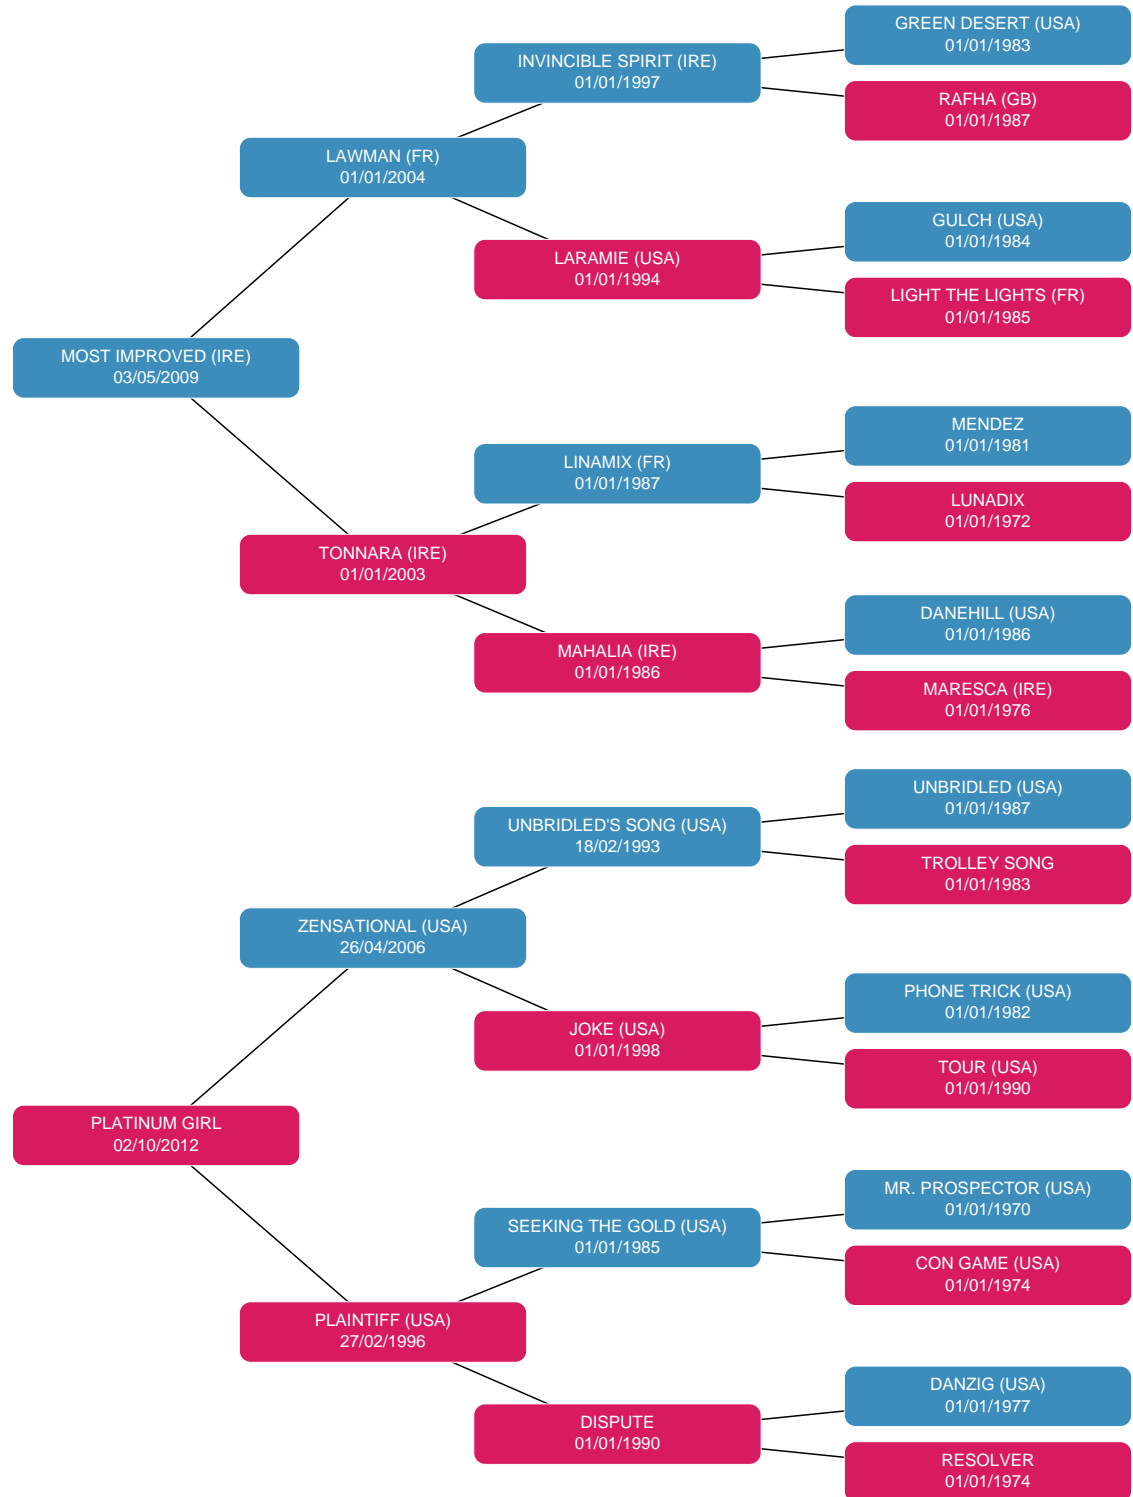 GREEN DESERT (USA)
01/01/1983
INVINCIBLE SPIRIT (IRE)
01/01/1997
RAFHA (GB)
01/01/1987
LAWMAN (FR)
01/01/2004
GULCH (USA)
01/01/1984
LARAMIE (USA)
01/01/1994
LIGHT THE LIGHTS (FR)
01/01/1985
MOST IMPROVED (IRE)
03/05/2009
MENDEZ
01/01/1981
LINAMIX (FR)
01/01/1987
LUNADIX
01/01/1972
TONNARA (IRE)
01/01/2003
DANEHILL (USA)
01/01/1986
MAHALIA (IRE)
01/01/1986
MARESCA (IRE)
01/01/1976
UNBRIDLED (USA)
01/01/1987
UNBRIDLED'S SONG (USA)
18/02/1993
TROLLEY SONG
01/01/1983
ZENSATIONAL (USA)
26/04/2006
PHONE TRICK (USA)
01/01/1982
JOKE (USA)
01/01/1998
TOUR (USA)
01/01/1990
PLATINUM GIRL
02/10/2012
MR. PROSPECTOR (USA)
01/01/1970
SEEKING THE GOLD (USA)
01/01/1985
CON GAME (USA)
01/01/1974
PLAINTIFF (USA)
27/02/1996
DANZIG (USA)
01/01/1977
DISPUTE
01/01/1990
RESOLVER
01/01/1974